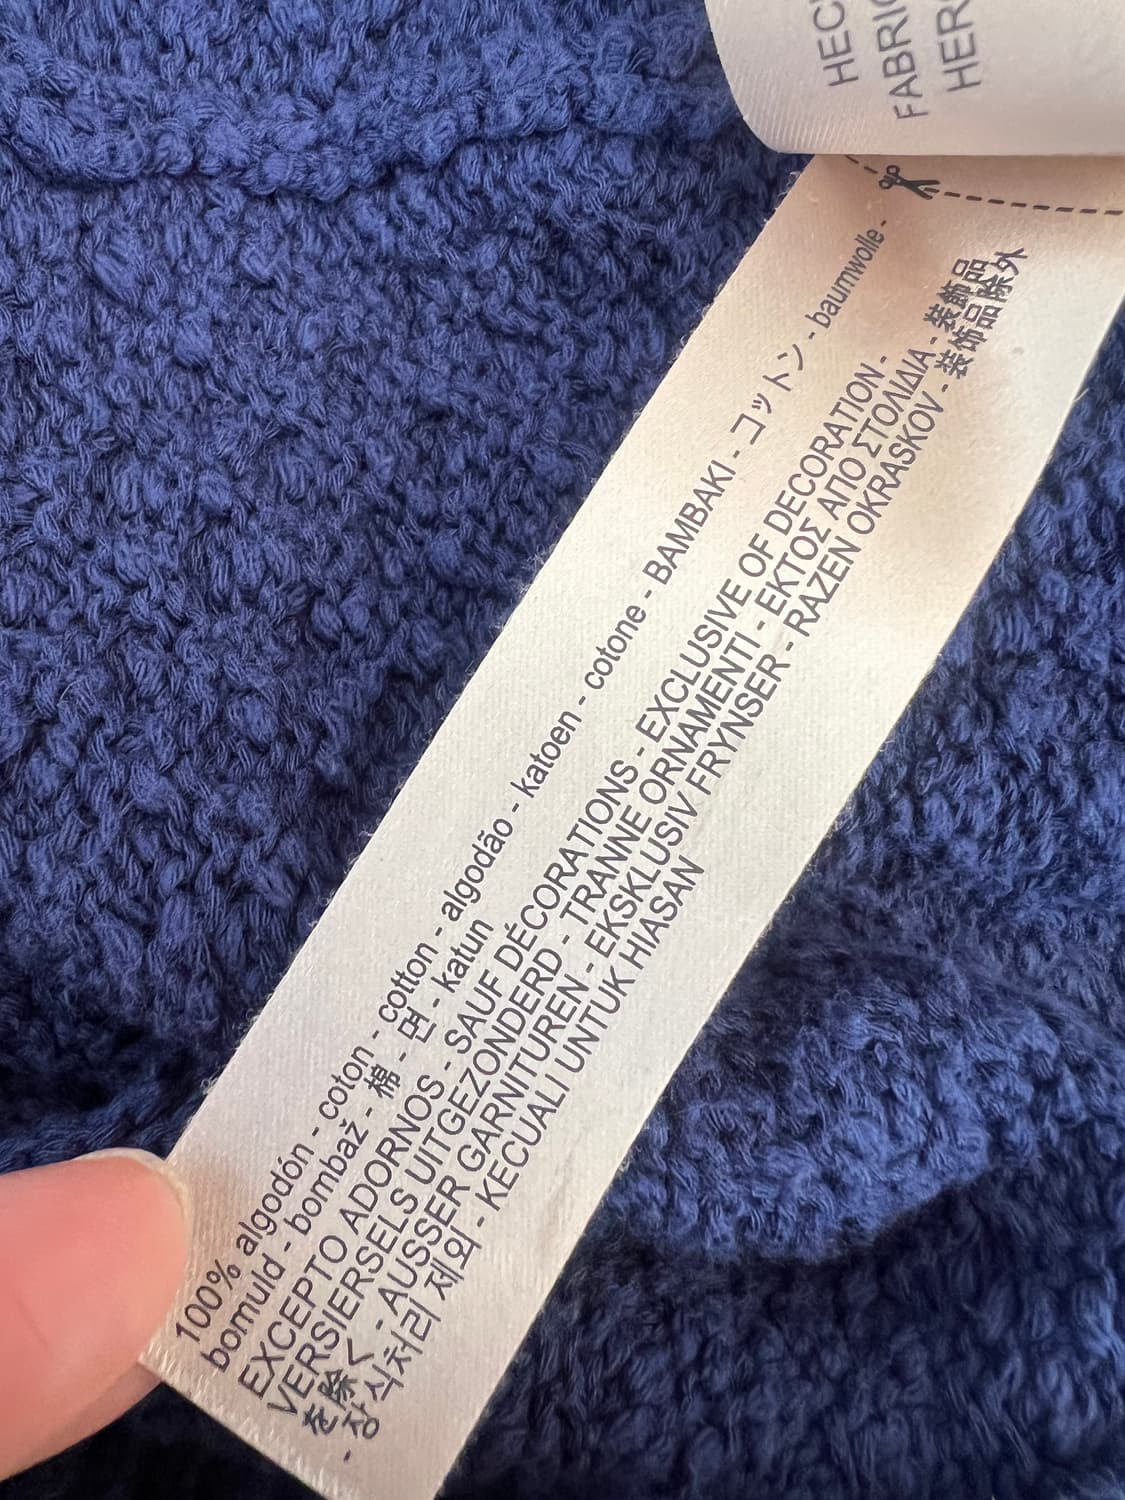 HEC
FABRIC
HER
100% algodón - coton - cotton - algodão - katoen - cotone - BAMBAKI - コットン - baumwolle -
bomuld - bombaž - 棉 - 면 - katun
EXCEPTO ADORNOS - SAUF DÉCORATIONS - EXCLUSIVE OF DECORATION -
VERSIERSELS UITGEZONDERD - TRANNE ORNAMENTI - ΕΚΤΟΣ ΑΠΟ ΣΤΟΛΙΔΙΑ - 装飾品
を除く - AUSSER GARNITUREN - EKSKLUSIV FRYNSER - RAZEN OKRASKOV - 装饰品除外
- 장식처리 제외 - KECUALI UNTUK HIASAN